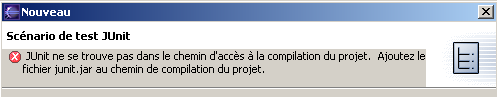 Nouveau
Scénario de test JUnit
JUnit ne se trouve pas dans le chemin d'accès à la compilation du projet. Ajoutez le
fichier junit.jar au chemin de compilation du projet.